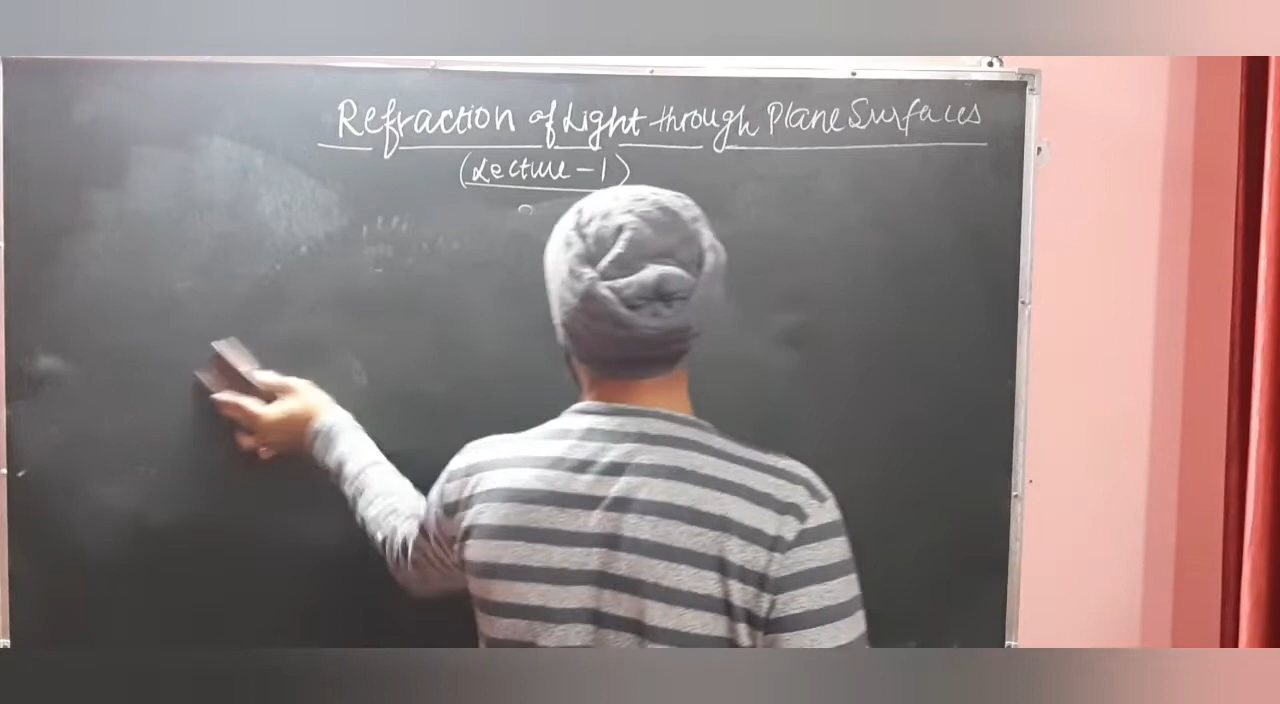 Refraction of Light through Plane Surfaces
(Lecture - 1)